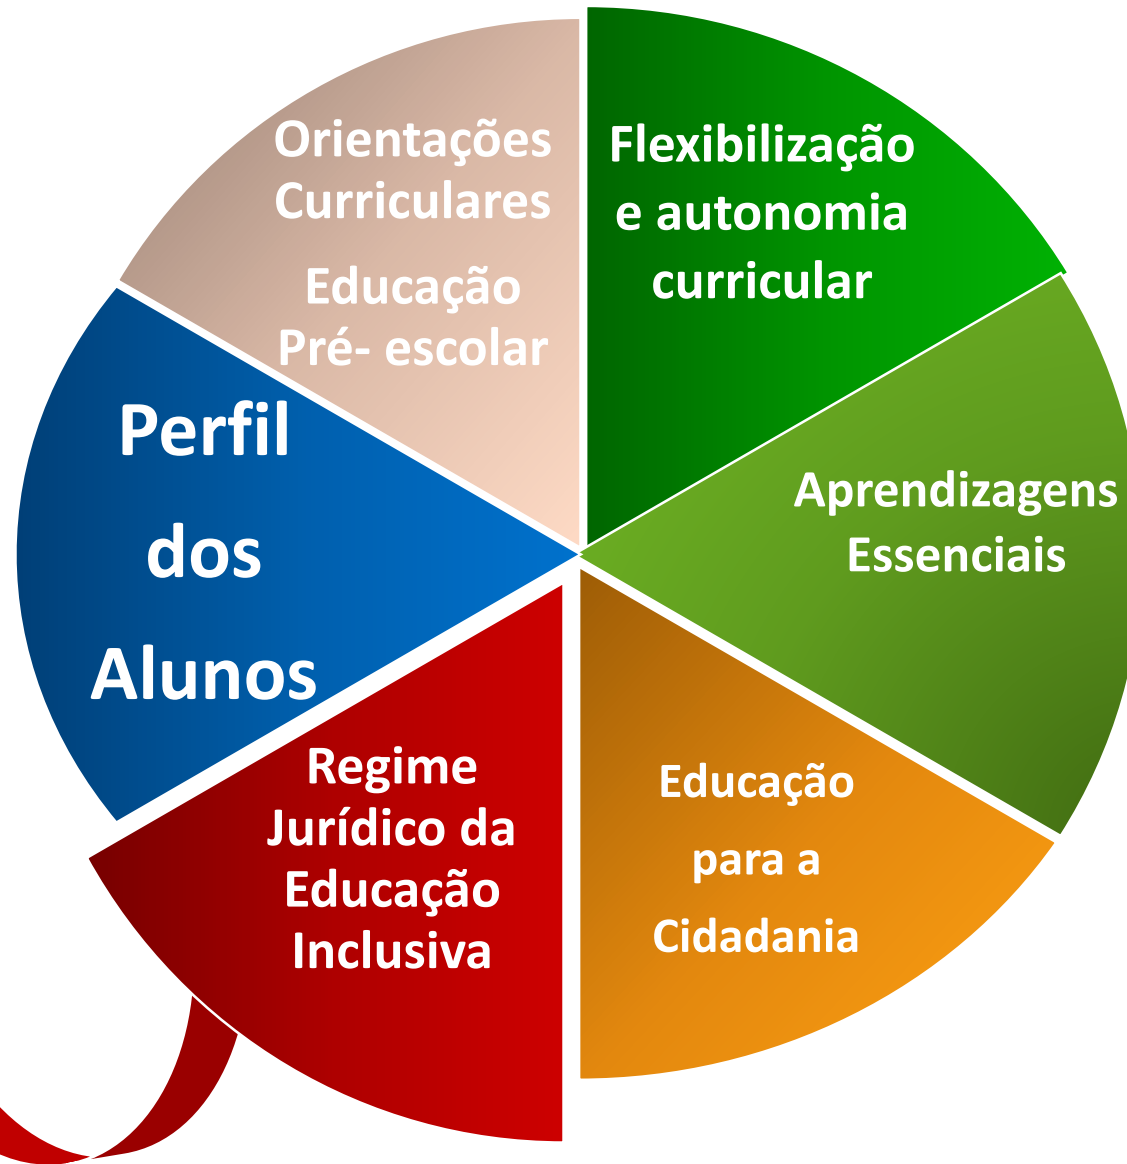 Orientações
Curriculares
Educação
Pré- escolar
Flexibilização
e autonomia
curricular
Aprendizagens
Essenciais
Educação
para a
Cidadania
Regime
Jurídico da
Educação
Inclusiva
Perfil
dos
Alunos